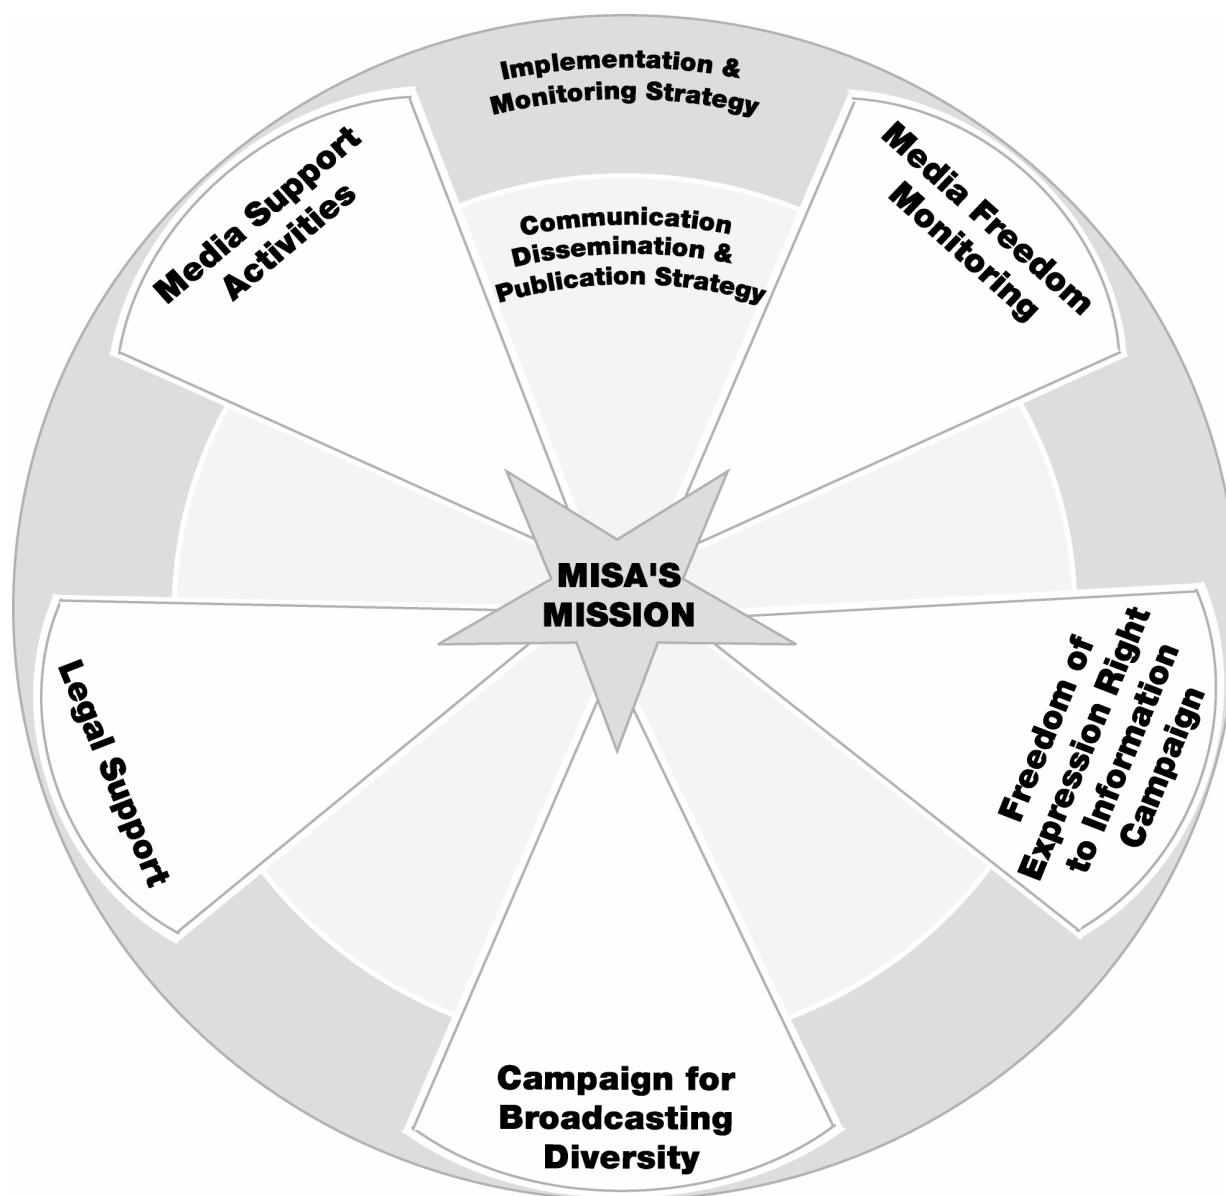 Implementation &
Monitoring Strategy
Communication
Dissemination &
Publication Strategy
Media Support
Activities
Media Freedom
Monitoring
MISA'S
MISSION
Legal Support
Freedom of
Expression Right
to Information
Campaign
Campaign for
Broadcasting
Diversity